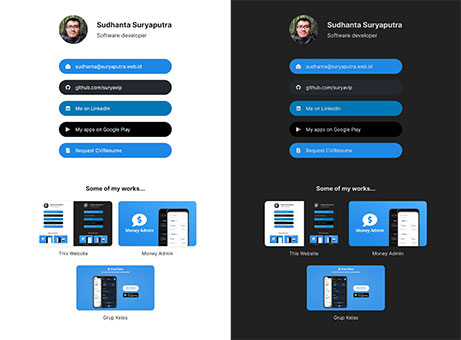 Sudhanta Suryaputra
Software developer
sudhanta@suryaputra.web.id
github.com/suryavip
Me on LinkedIn
My apps on Google Play
Request CV/Resume
Some of my works...
Money Admin
This Website
Money Admin
Grup Kelas
Sudhanta Suryaputra
Software developer
sudhanta@suryaputra.web.id
github.com/suryavip
Me on LinkedIn
My apps on Google Play
Request CV/Resume
Some of my works...
Money Admin
This Website
Money Admin
Grup Kelas